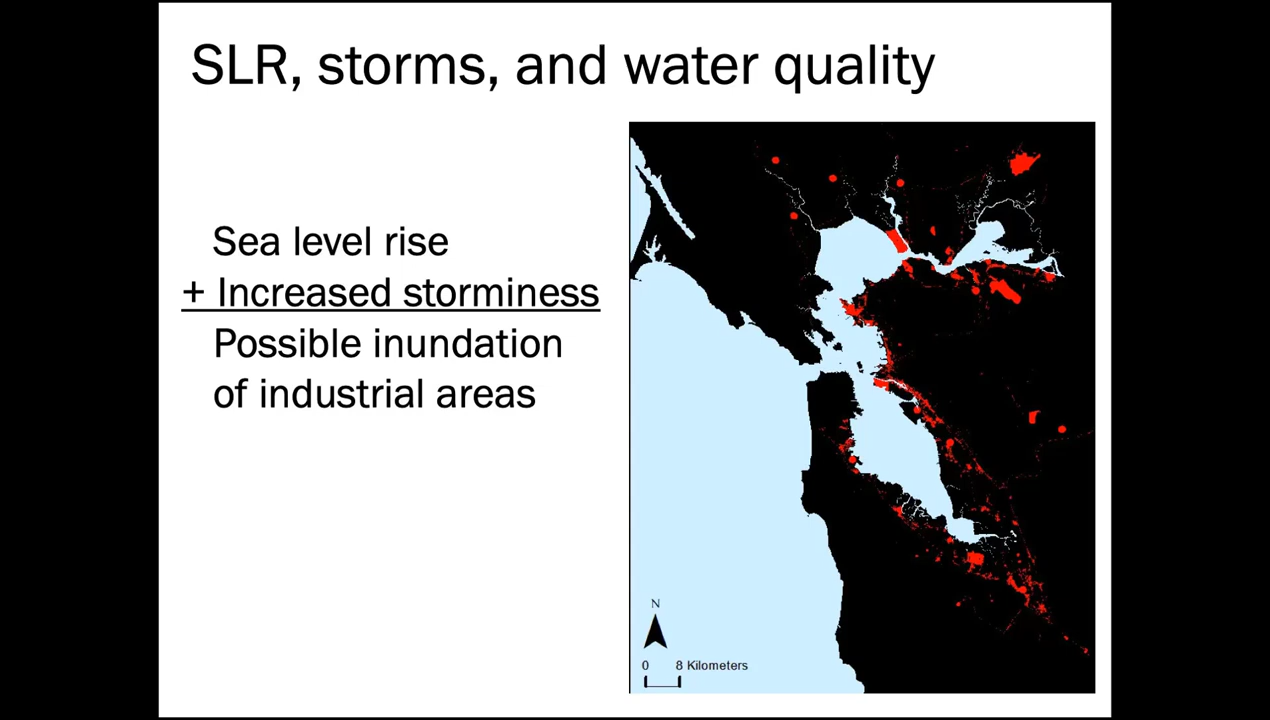 SLR, storms, and water quality
Sea level rise
+ Increased storminess
Possible inundation
of industrial areas
N
0 8 Kilometers